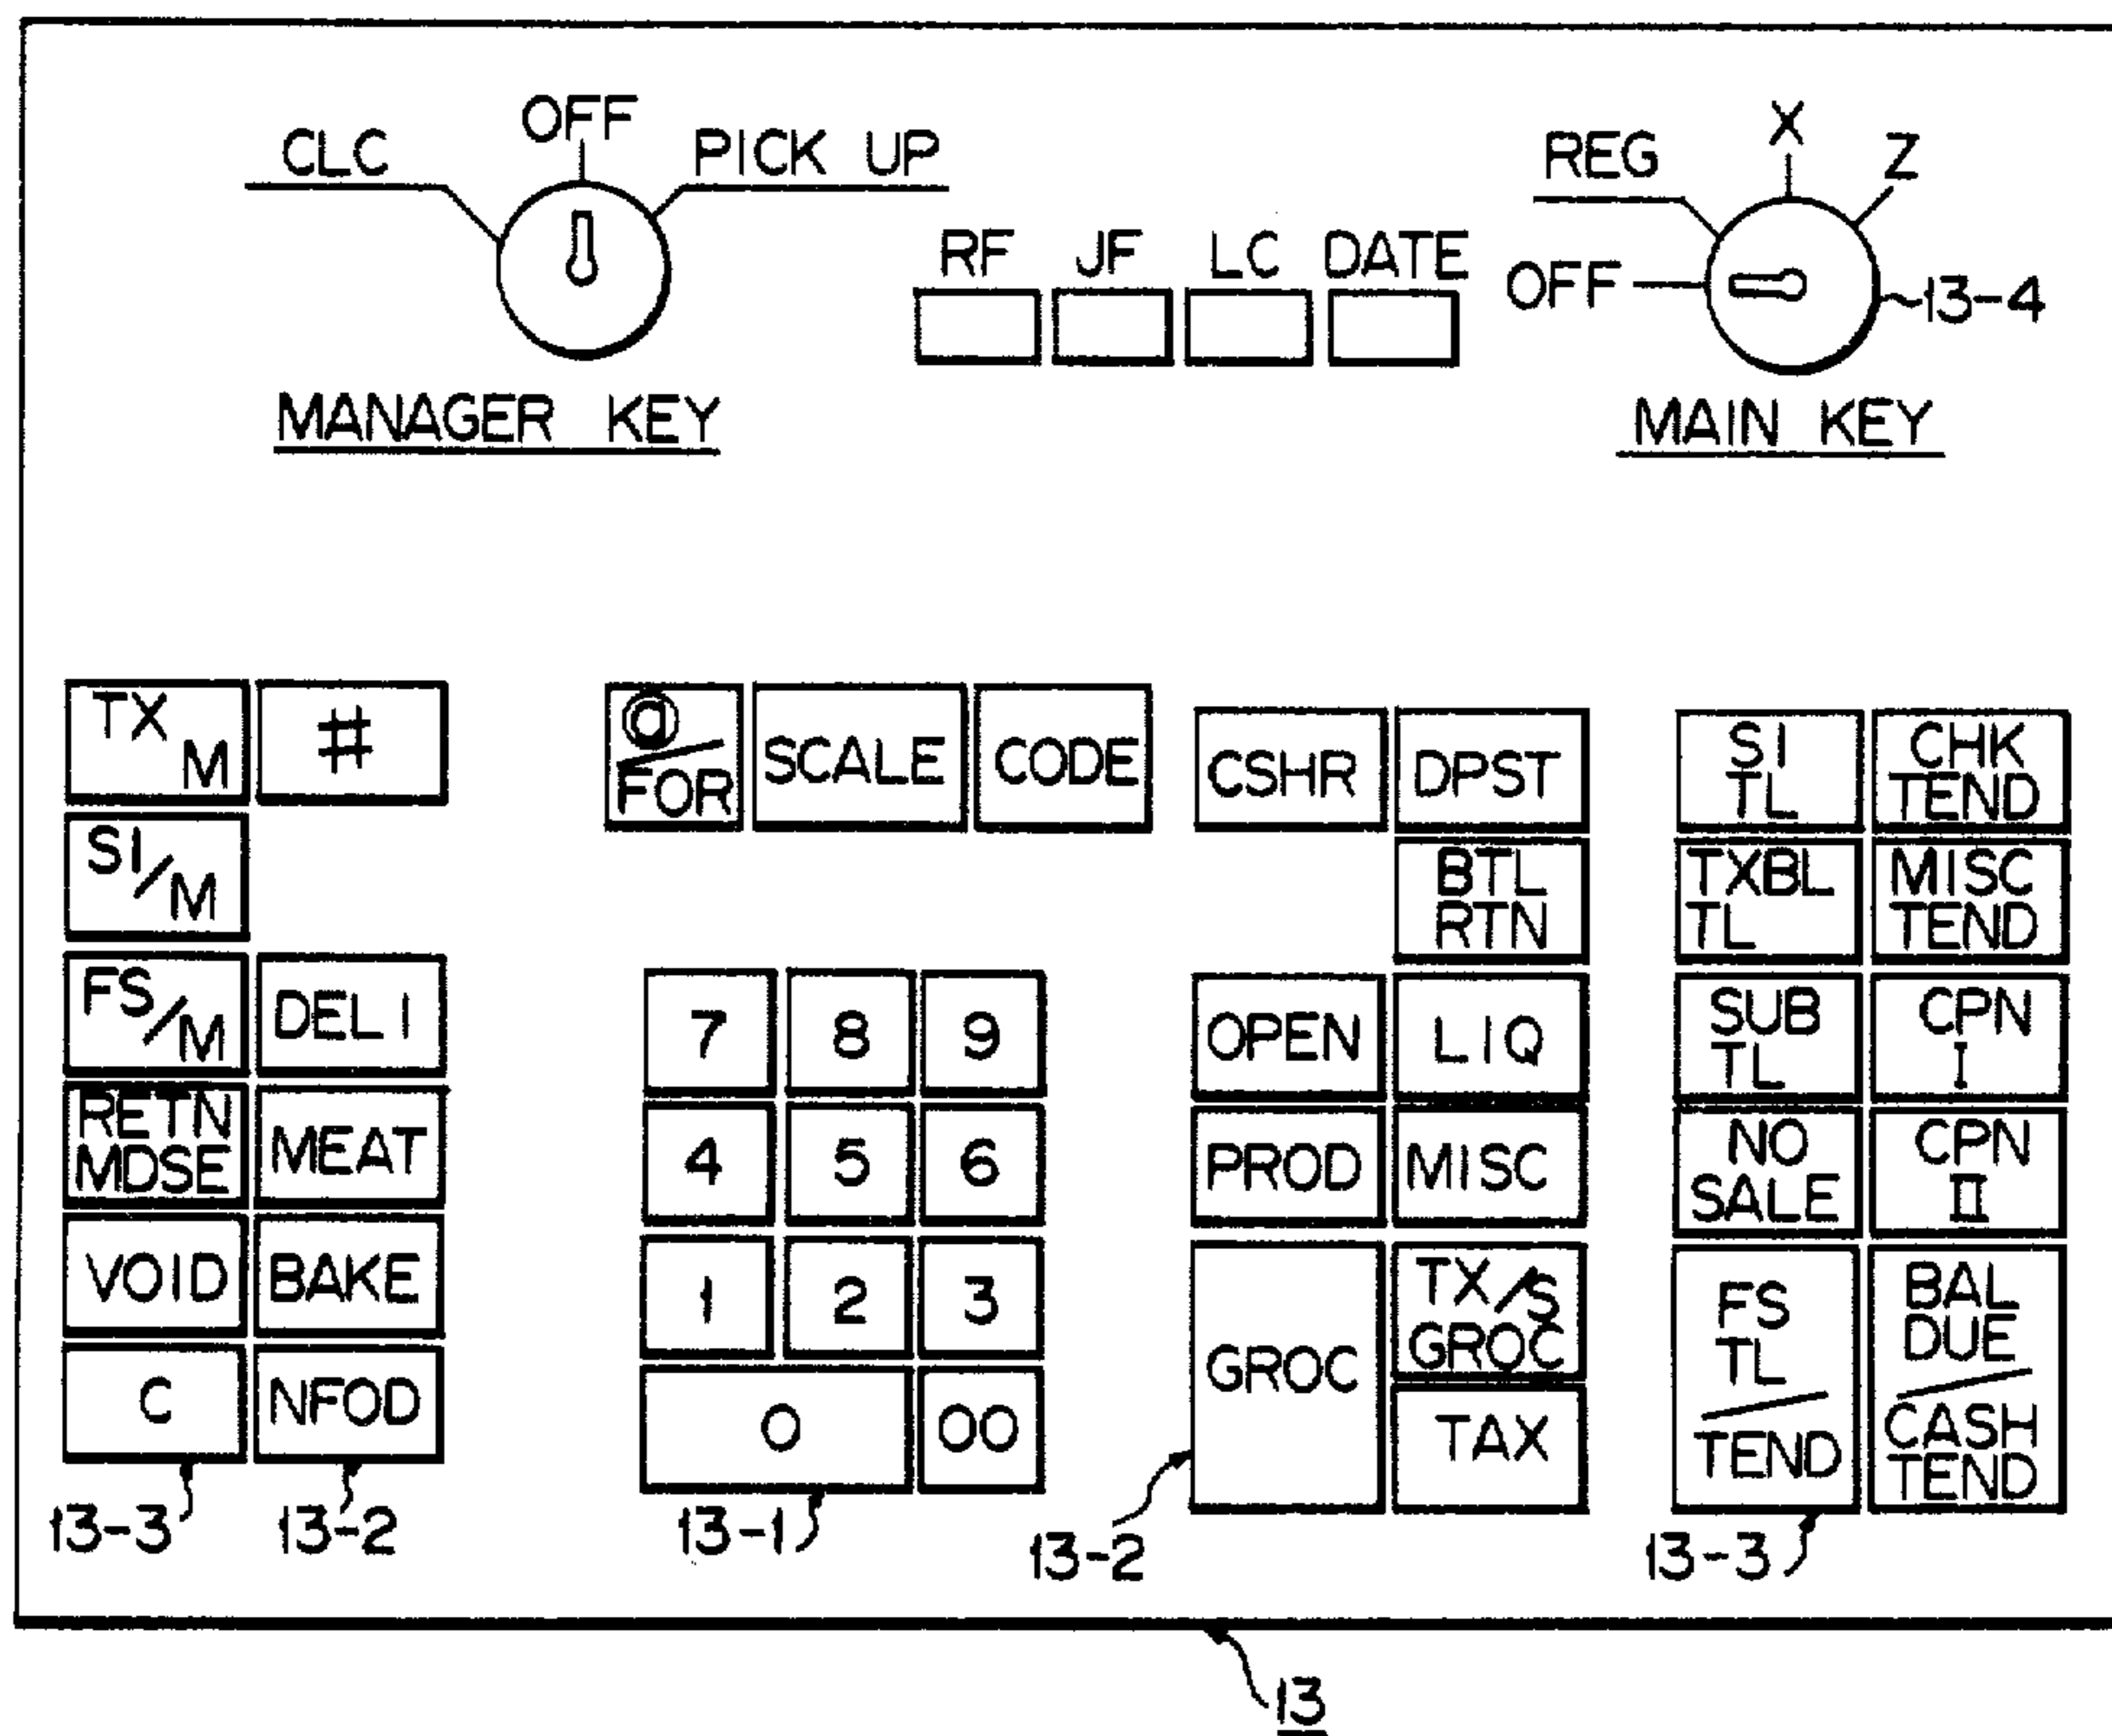 OFF
CLC
PICK UP
MANAGER KEY
RF JF LC DATE
X
REG
Z
OFF
13-4
MAIN KEY
TX
M
#
SI/M
FS/M
DELI
RETN
MDSE
MEAT
VOID
BAKE
C
NFOD
13-3
13-2
@/
FOR
SCALE
CODE
7 8 9
4 5 6
1 2 3
0 00
13-1
CSHR
DPST
BTL
RTN
OPEN
LIQ
PROD
MISC
GROC
TX/S
GROC
TAX
13-2
SI
TL
CHK
TEND
TXBL
TL
MISC
TEND
SUB
TL
CPN
I
NO
SALE
CPN
II
FS
TL
/
TEND
BAL
DUE
/
CASH
TEND
13-3
13